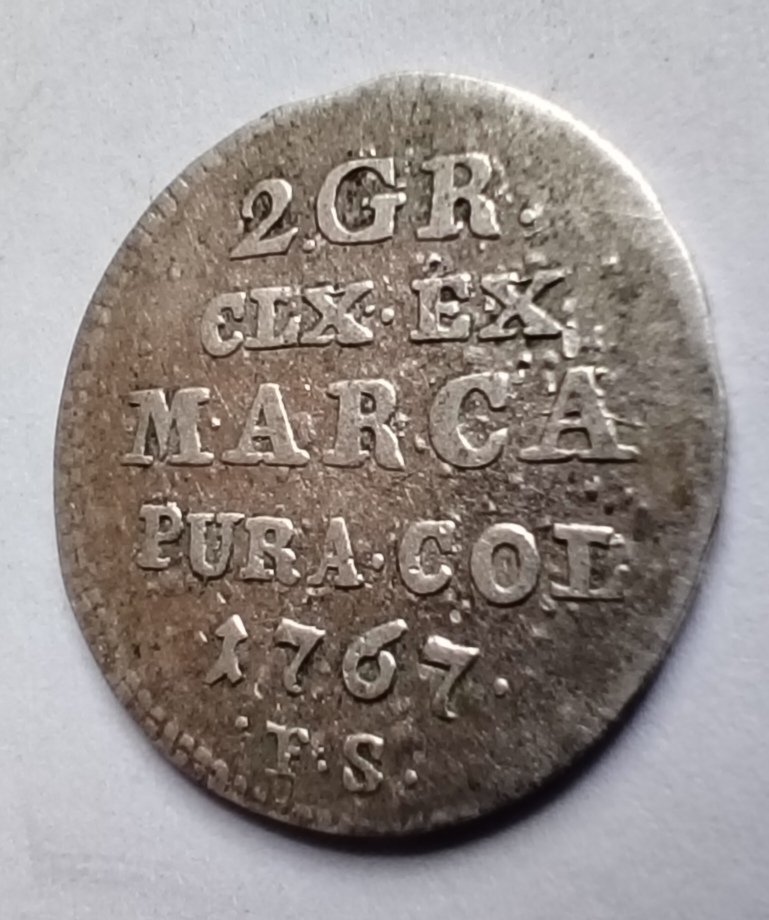 2.GR.
CLX·EX
MARCA
PURA·COL
1767.
F·S·